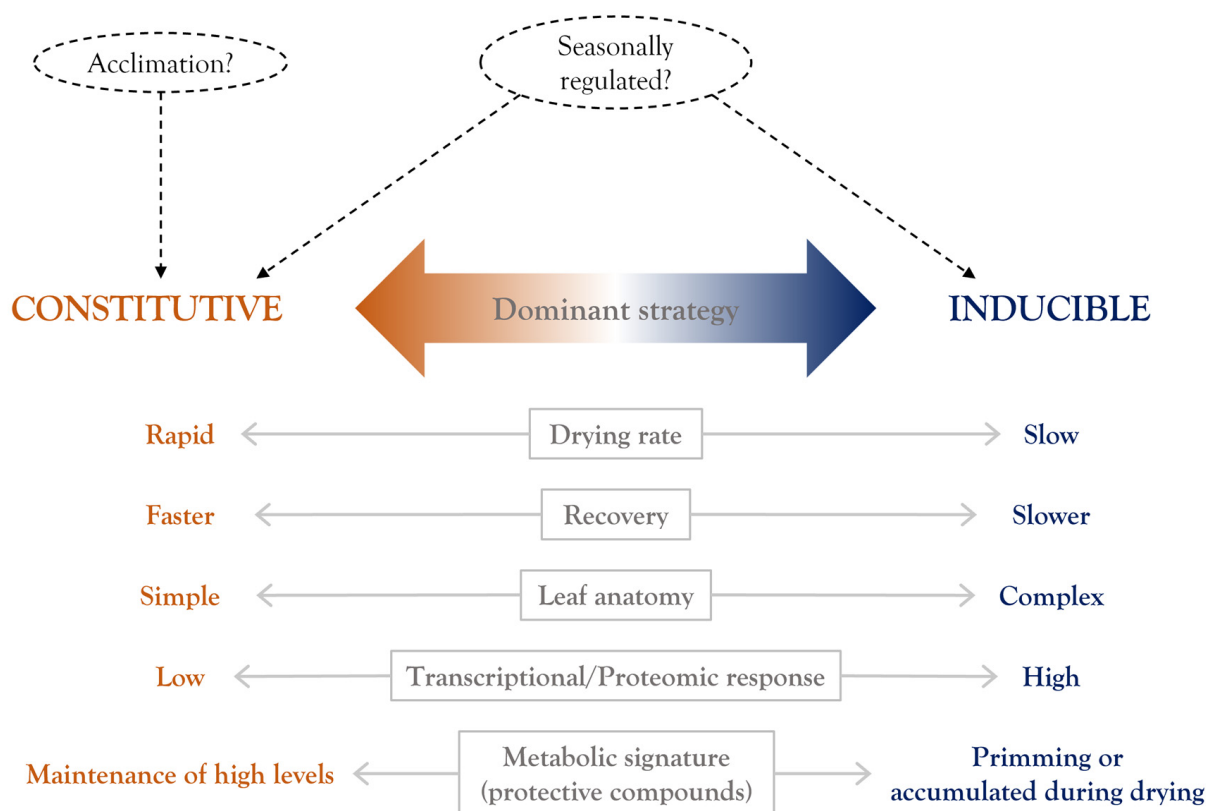 Acclimation?
Seasonally
regulated?
CONSTITUTIVE
Dominant strategy
INDUCIBLE
Rapid
Drying rate
Slow
Faster
Recovery
Slower
Simple
Leaf anatomy
Complex
Low
Transcriptional/Proteomic response
High
Maintenance of high levels
Metabolic signature
(protective compounds)
Primming or
accumulated during drying